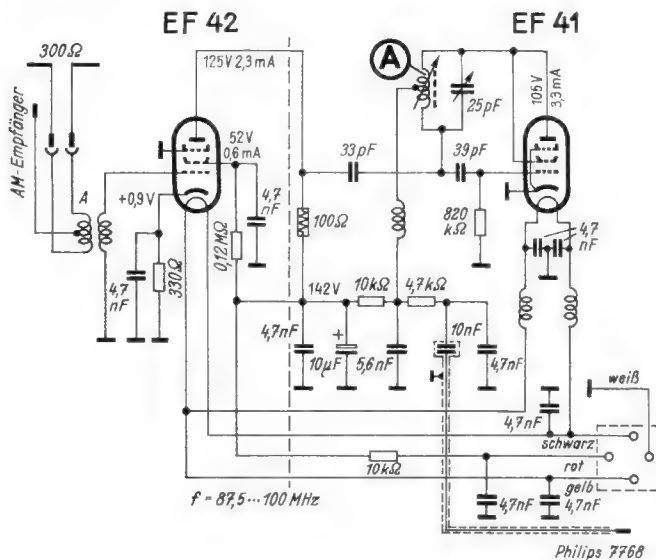 EF 42
EF 41
300Ω
125V 2,3mA
A
105V
3,3mA
25pF
AM-Empfänger
52V
0,6mA
33pF
39pF
A
+0,9V
4,7
nF
0,12MΩ
100Ω
820
kΩ
4,7
nF
4,7
nF
330Ω
142V
10kΩ
4,7kΩ
4,7nF
10µF
+
5,6nF
10nF
4,7nF
weiß
4,7nF
schwarz
rot
10kΩ
gelb
f = 87,5...100 MHz
4,7nF
4,7nF
Philips 7768